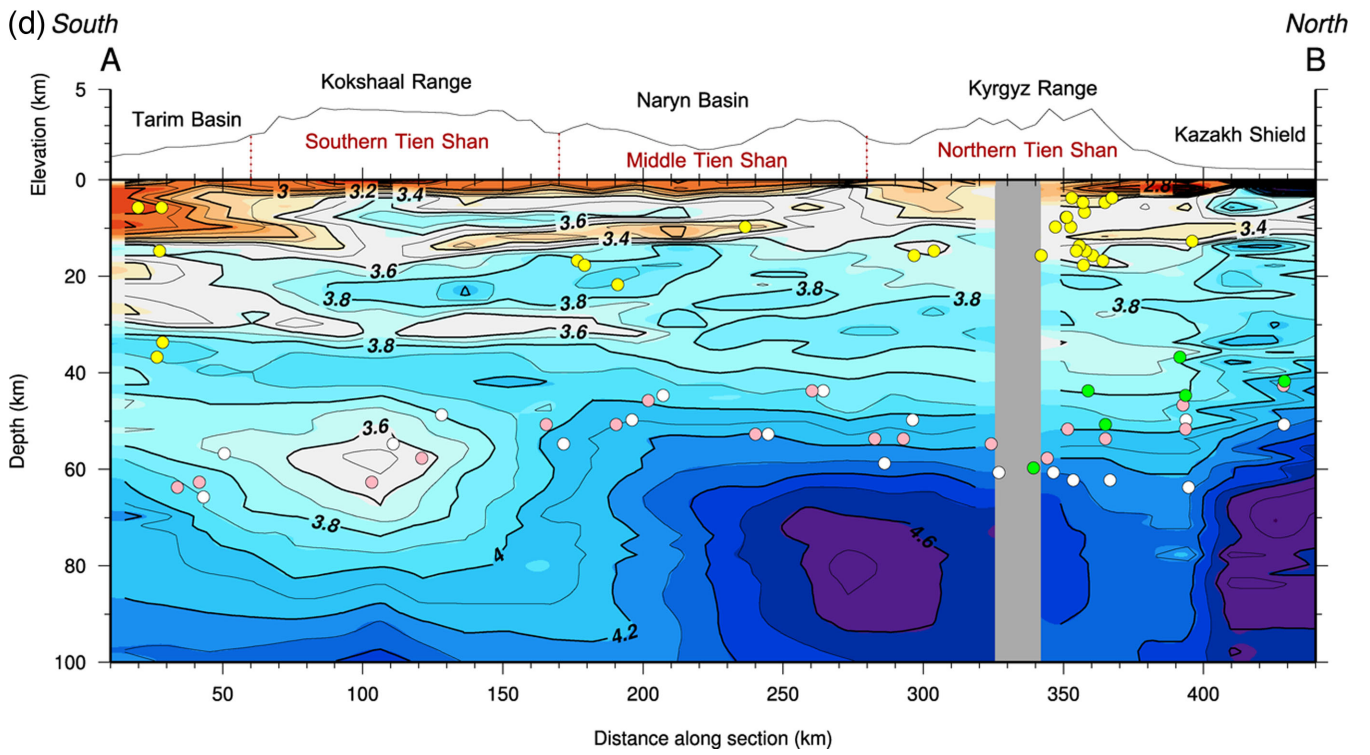 (d) South
North
A
B
5
Kokshaal Range
Naryn Basin
Kyrgyz Range
Tarim Basin
Kazakh Shield
Southern Tien Shan
Middle Tien Shan
Northern Tien Shan
Elevation (km)
0
3
3.2
3.4
2.8
3.6
3.4
3.4
20
3.6
3.8
3.8
3.8
3.8
3.8
3.6
3.8
40
Depth (km)
3.6
60
3.8
4
4.6
80
4.2
100
50
100
150
200
250
300
350
400
Distance along section (km)